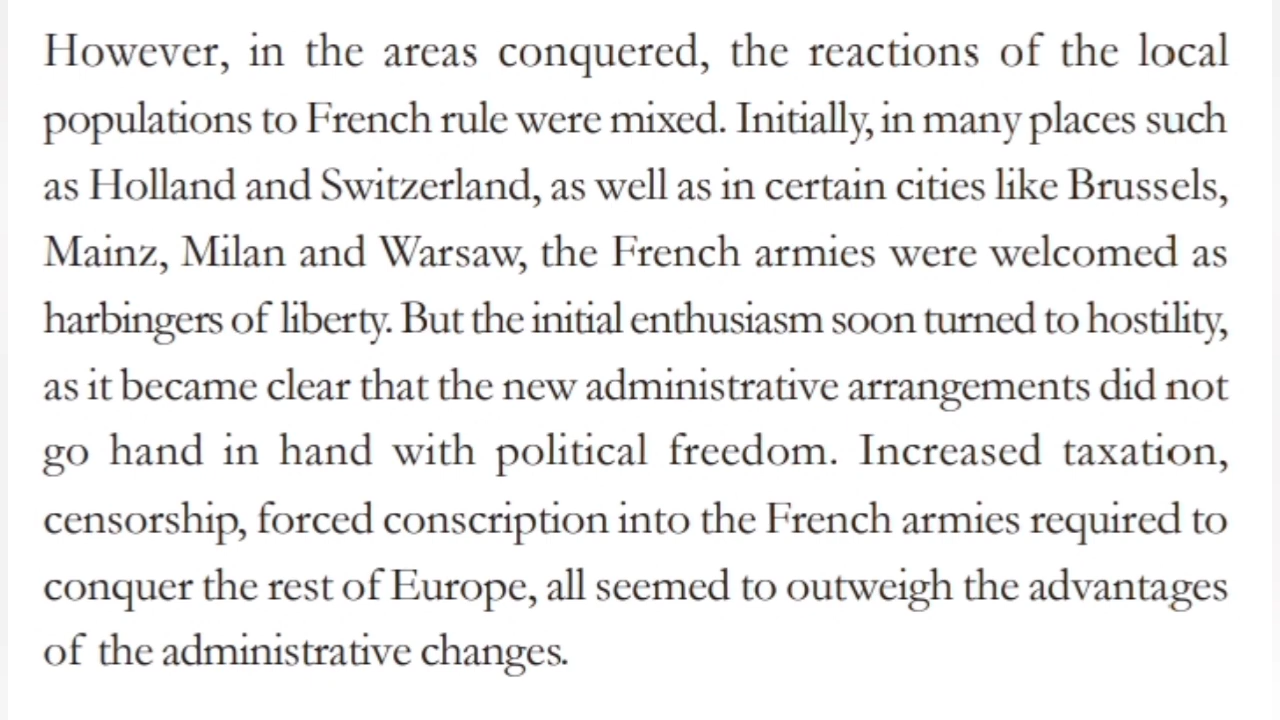 However, in the areas conquered, the reactions of the local
populations to French rule were mixed. Initially, in many places such
as Holland and Switzerland, as well as in certain cities like Brussels,
Mainz, Milan and Warsaw, the French armies were welcomed as
harbingers of liberty. But the initial enthusiasm soon turned to hostility,
as it became clear that the new administrative arrangements did not
go hand in hand with political freedom. Increased taxation,
censorship, forced conscription into the French armies required to
conquer the rest of Europe, all seemed to outweigh the advantages
of the administrative changes.